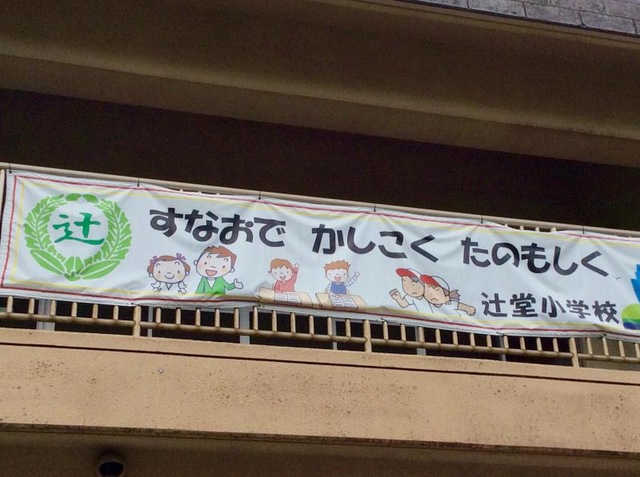 辻
すなおで かしこく たのもしく
辻堂小学校